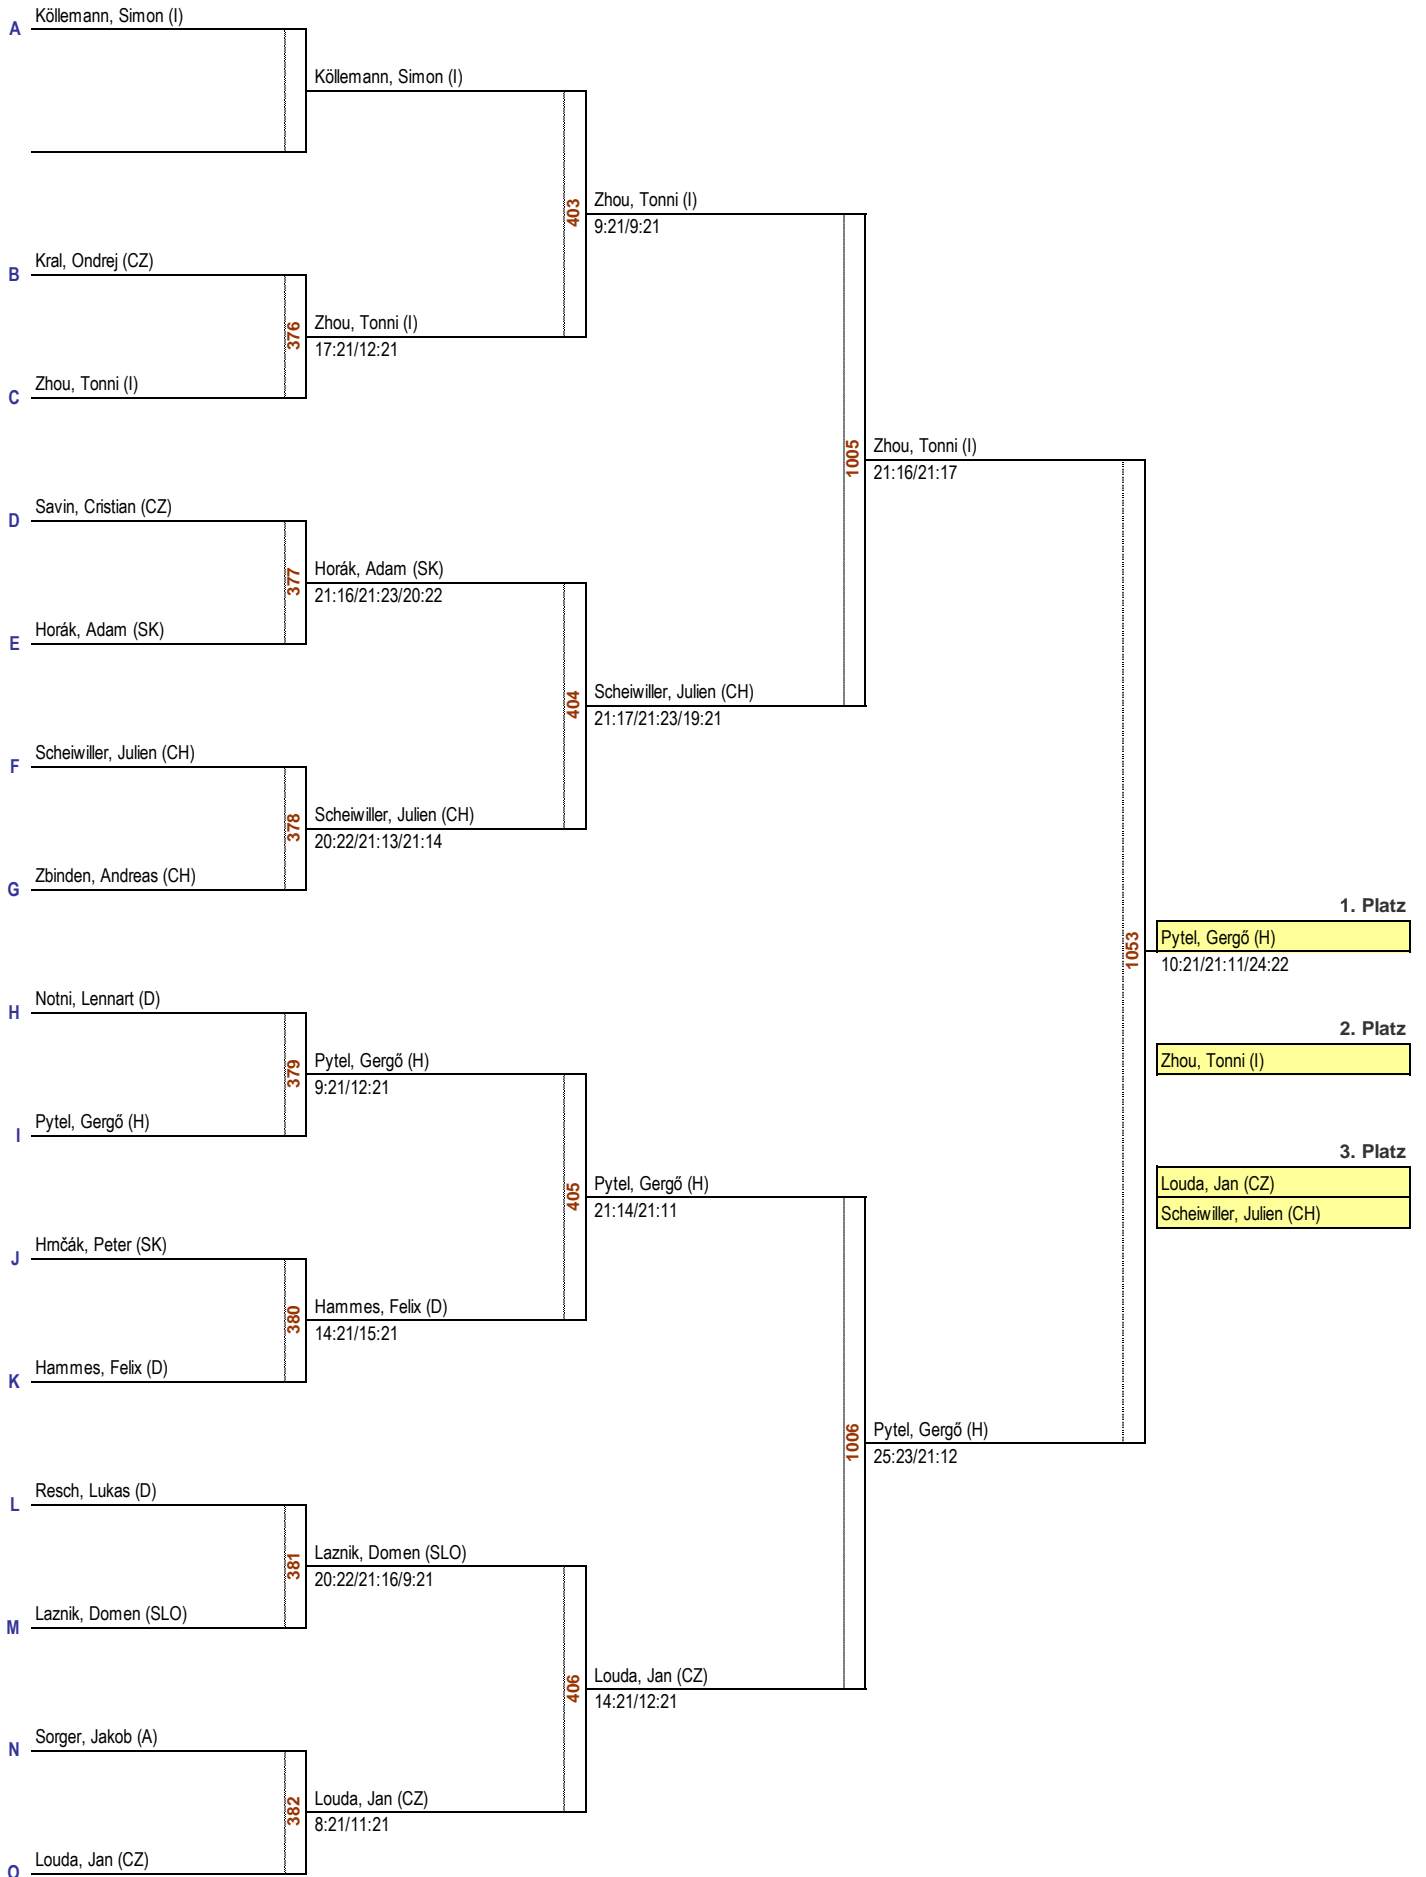 Köllemann, Simon (I)
A
Köllemann, Simon (I)
Zhou, Tonni (I)
403
9:21/9:21
Kral, Ondrej (CZ)
B
Zhou, Tonni (I)
376
17:21/12:21
Zhou, Tonni (I)
C
Zhou, Tonni (I)
1005
21:16/21:17
Savin, Cristian (CZ)
D
Horák, Adam (SK)
377
21:16/21:23/20:22
Horák, Adam (SK)
E
Scheiwiller, Julien (CH)
404
21:17/21:23/19:21
Scheiwiller, Julien (CH)
F
Scheiwiller, Julien (CH)
378
20:22/21:13/21:14
Zbinden, Andreas (CH)
G
1. Platz
Pytel, Gergő (H)
1053
10:21/21:11/24:22
Notni, Lennart (D)
H
2. Platz
Pytel, Gergő (H)
Zhou, Tonni (I)
379
9:21/12:21
Pytel, Gergő (H)
I
3. Platz
Pytel, Gergő (H)
Louda, Jan (CZ)
405
21:14/21:11
Scheiwiller, Julien (CH)
Hrnčák, Peter (SK)
J
Hammes, Felix (D)
380
14:21/15:21
Hammes, Felix (D)
K
Pytel, Gergő (H)
1006
25:23/21:12
Resch, Lukas (D)
L
Laznik, Domen (SLO)
381
20:22/21:16/9:21
Laznik, Domen (SLO)
M
Louda, Jan (CZ)
406
14:21/12:21
Sorger, Jakob (A)
N
Louda, Jan (CZ)
382
8:21/11:21
Louda, Jan (CZ)
O